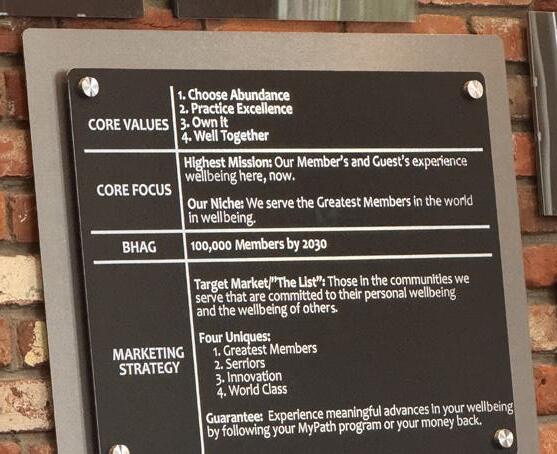 CORE VALUES
1. Choose Abundance
2. Practice Excellence
3. Own It
4. Well Together
CORE FOCUS
Highest Mission: Our Member's and Guest's experience
wellbeing here, now.
Our Niche: We serve the Greatest Members in the world
in wellbeing.
BHAG
100,000 Members by 2030
MARKETING
STRATEGY
Target Market/"The List": Those in the communities we
serve that are committed to their personal wellbeing
and the wellbeing of others.
Four Uniques:
1. Greatest Members
2. Serriors
3. Innovation
4. World Class
Guarantee: Experience meaningful advances in your wellbeing
by following your MyPath program or your money back.